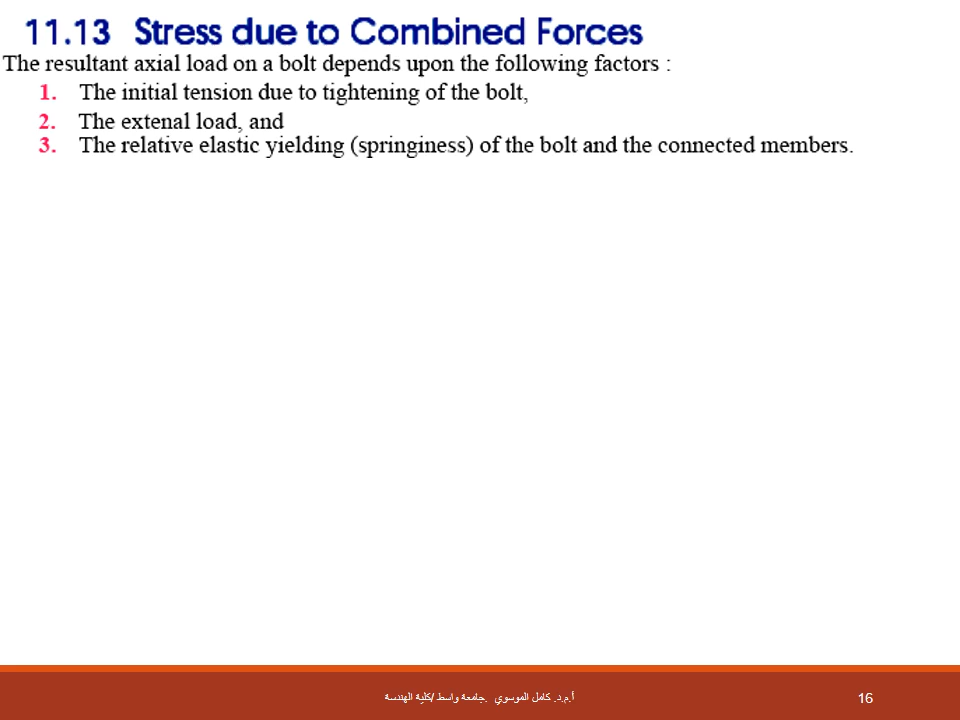 11.13 Stress due to Combined Forces
The resultant axial load on a bolt depends upon the following factors :
1. The initial tension due to tightening of the bolt,
2. The extenal load, and
3. The relative elastic yielding (springiness) of the bolt and the connected members.
أ.م.د. كامل الموسوي .جامعة واسط /كلية الهندسة
16